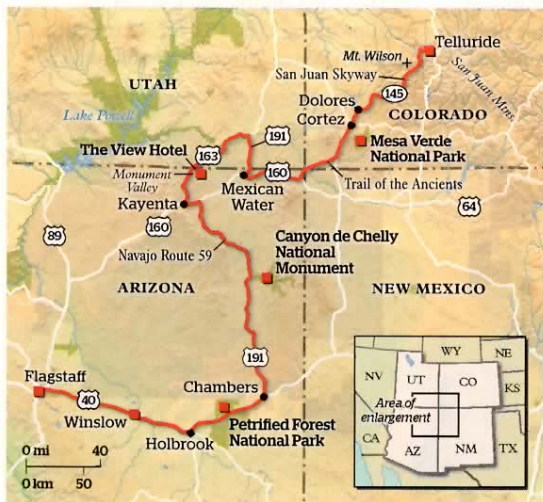 Telluride
Mt. Wilson
San Juan Skyway
San Juan Mtns.
UTAH
145
Dolores
COLORADO
Lake Powell
Cortez
191
The View Hotel
163
Mesa Verde
National Park
Monument
Valley
160
Mexican
Water
Trail of the Ancients
Kayenta
64
160
89
Navajo Route 59
Canyon de Chelly
National
Monument
ARIZONA
NEW MEXICO
191
Flagstaff
Chambers
40
Winslow
Petrified Forest
National Park
Holbrook
0 mi 40
0 km 50
WY
NE
NV
UT
CO
KS
Area of
enlargement
CA
AZ
NM
TX